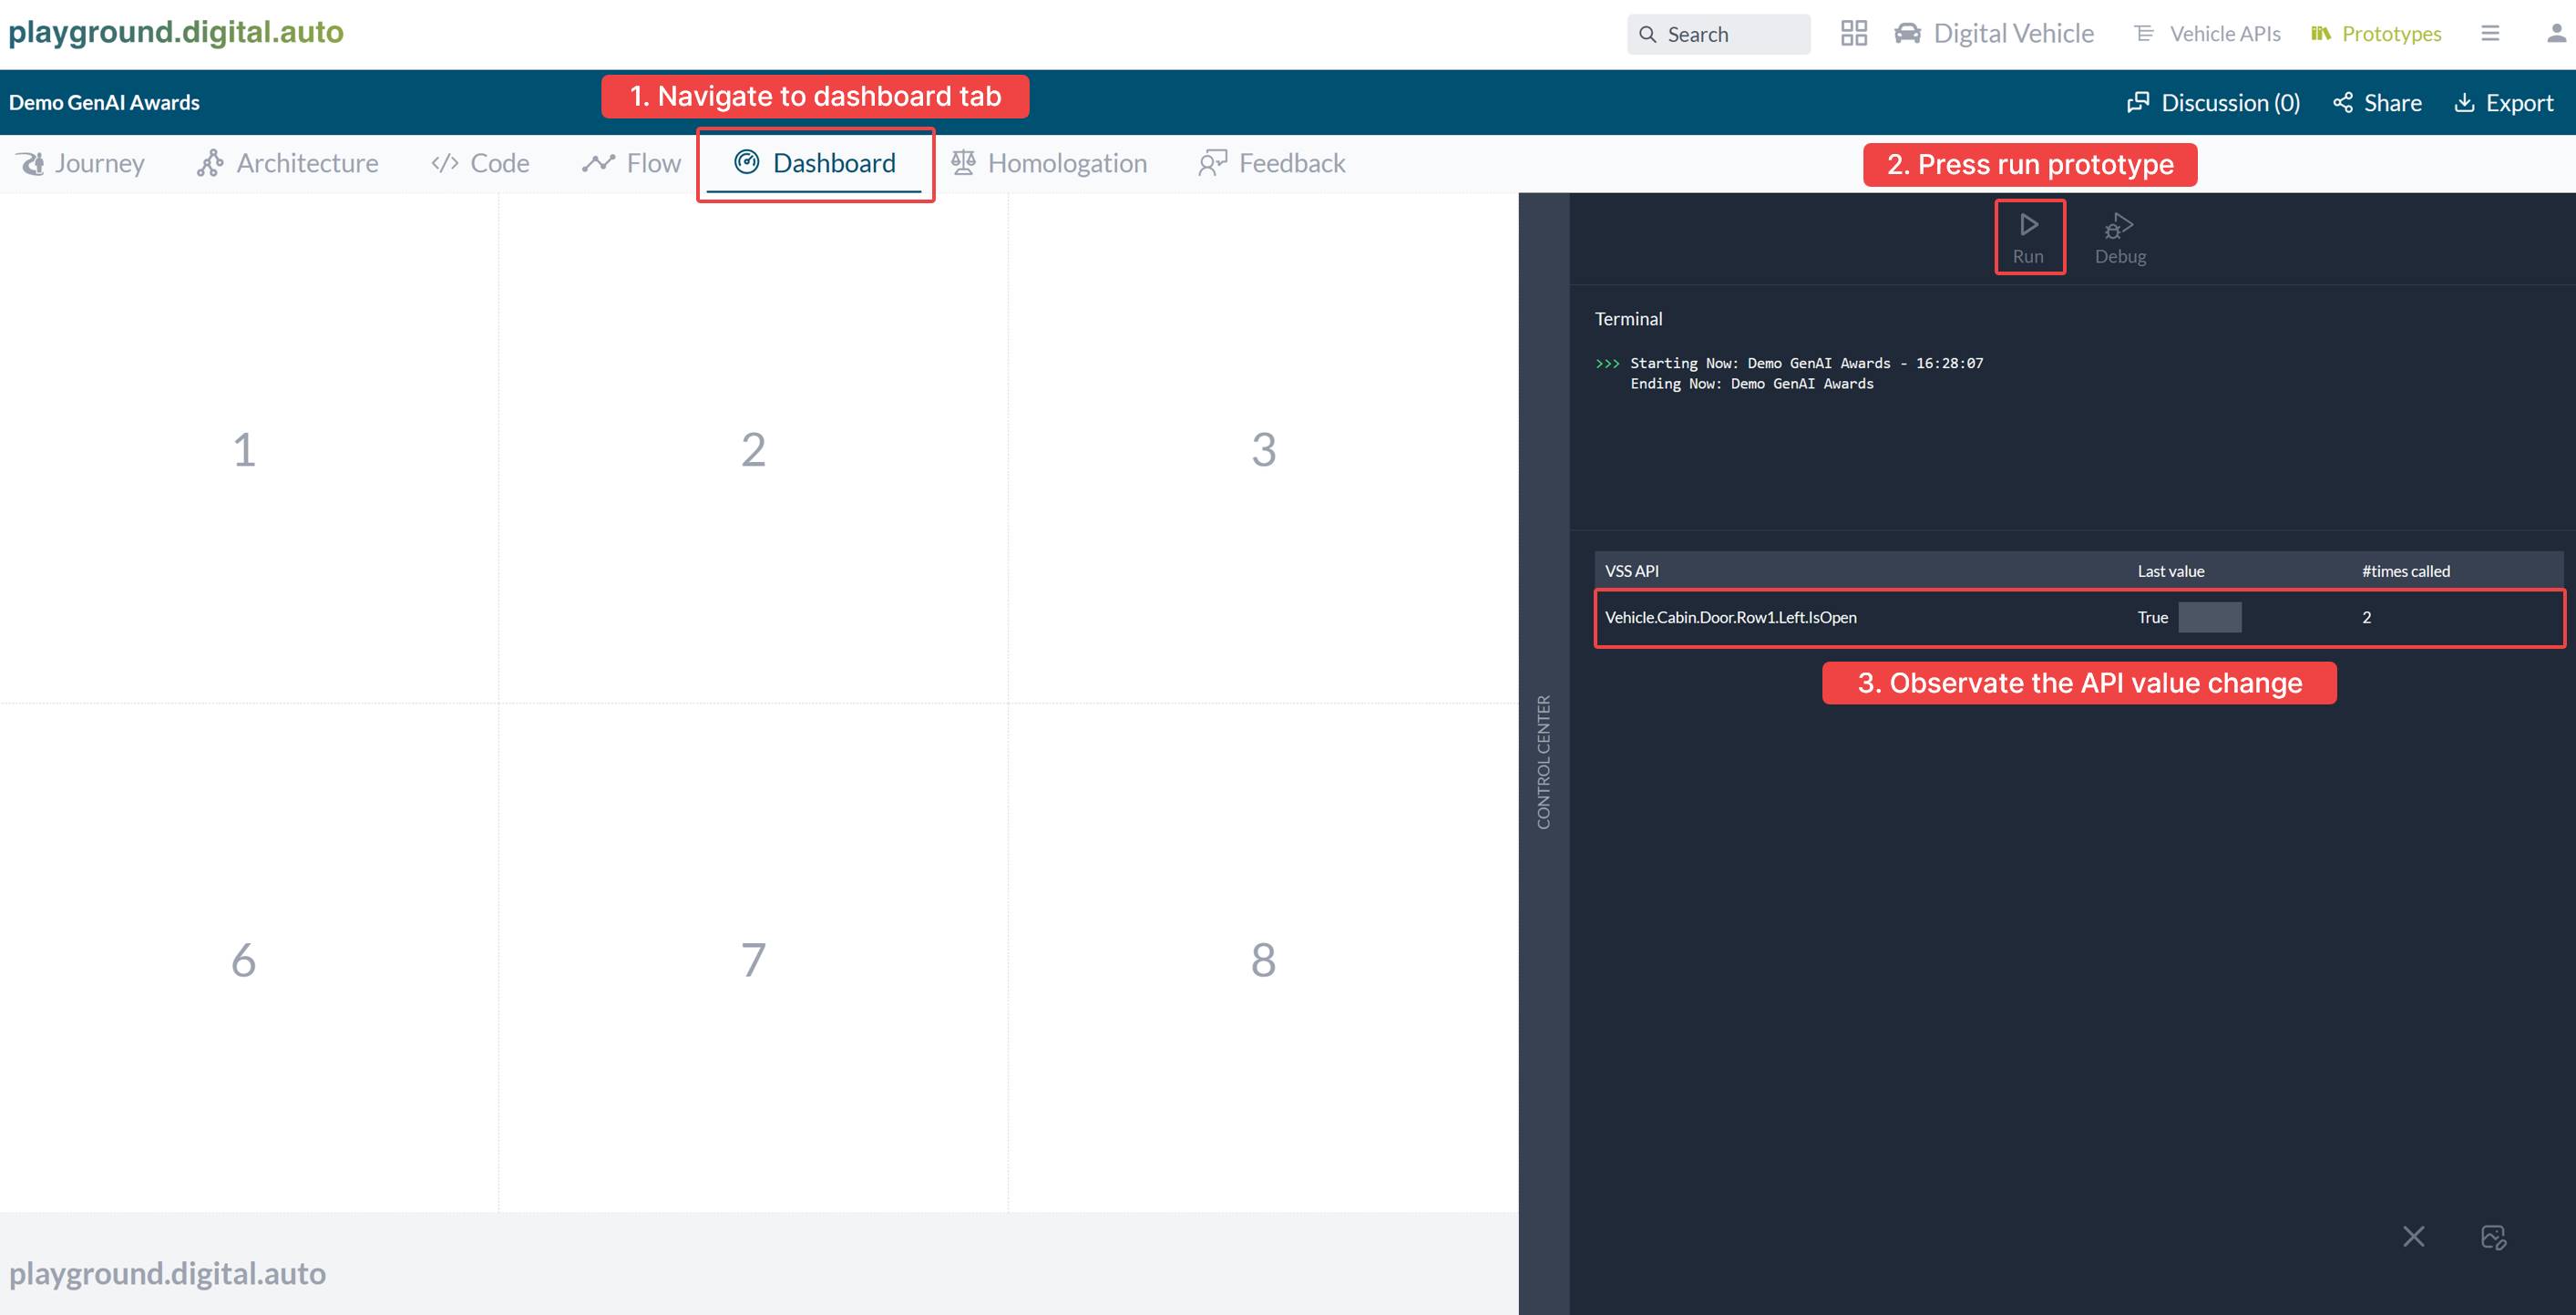 playground.digital.auto
Search
Digital Vehicle
Vehicle APIs
Prototypes
Demo GenAI Awards
1. Navigate to dashboard tab
Discussion (0)
Share
Export
Journey
Architecture
Code
Flow
Dashboard
Homologation
Feedback
2. Press run prototype
Run
Debug
Terminal
>>> Starting Now: Demo GenAI Awards - 16:28:07
Ending Now: Demo GenAI Awards
1
2
3
VSS API Last value #times called
Vehicle.Cabin.Door.Row1.Left.IsOpen True 2
3. Observate the API value change
CONTROL CENTER
6
7
8
playground.digital.auto